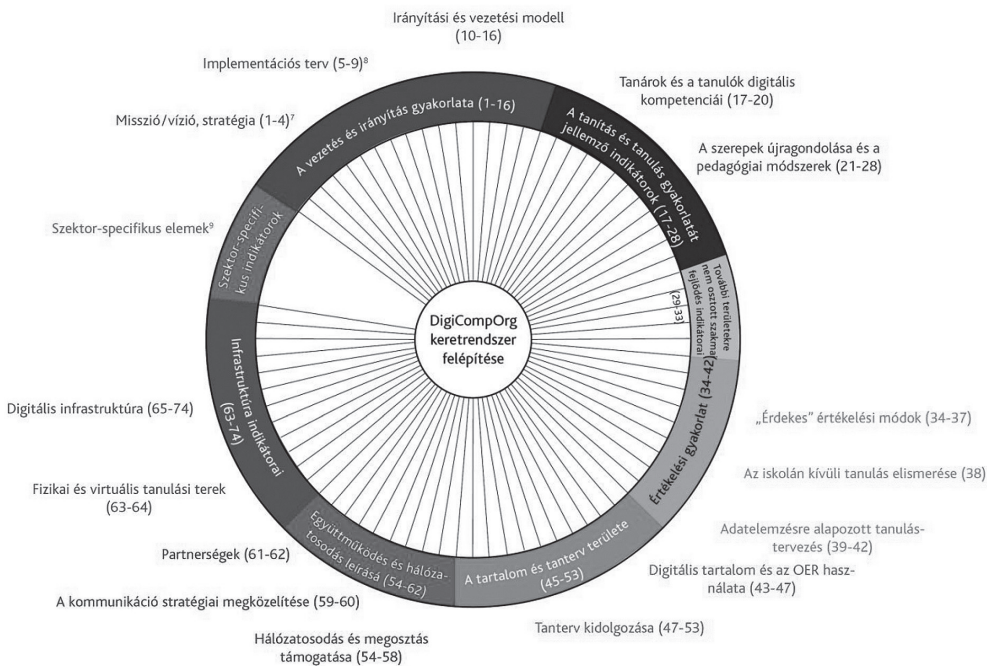 Irányítási és vezetési modell
(10-16)
Implementációs terv (5-9)⁸
Misszió/vízió, stratégia (1-4)⁷
Szektor-specifikus elemek⁹
Tanárok és a tanulók digitális
kompetenciái (17-20)
A szerepek újragondolása és a
pedagógiai módszerek (21-28)
A vezetés és irányítás gyakorlata (1-16)
A tanítás és tanulás gyakorlatát
jellemző indikátorok (17-28)
További területekre
nem osztott szakmai
fejlődés indikátorai
(29-33)
Értékelési gyakorlat (34-42)
A tartalom és tanterv területe
(45-53)
Együttműködés és hálóza-
tosodás leírása (54-62)
Infrastruktúra indikátorai
(63-74)
Szektor-specifi-
kus indikátorok
DigiCompOrg
keretrendszer
felépítése
„Érdekes” értékelési módok (34-37)
Az iskolán kívüli tanulás elismerése (38)
Adatelemzésre alapozott tanulás-
tervezés (39-42)
Digitális tartalom és az OER hasz-
nálata (43-47)
Tanterv kidolgozása (47-53)
Hálózatosodás és megosztás
támogatása (54-58)
A kommunikáció stratégiai megközelítése (59-60)
Partnerségek (61-62)
Fizikai és virtuális tanulási terek
(63-64)
Digitális infrastruktúra (65-74)